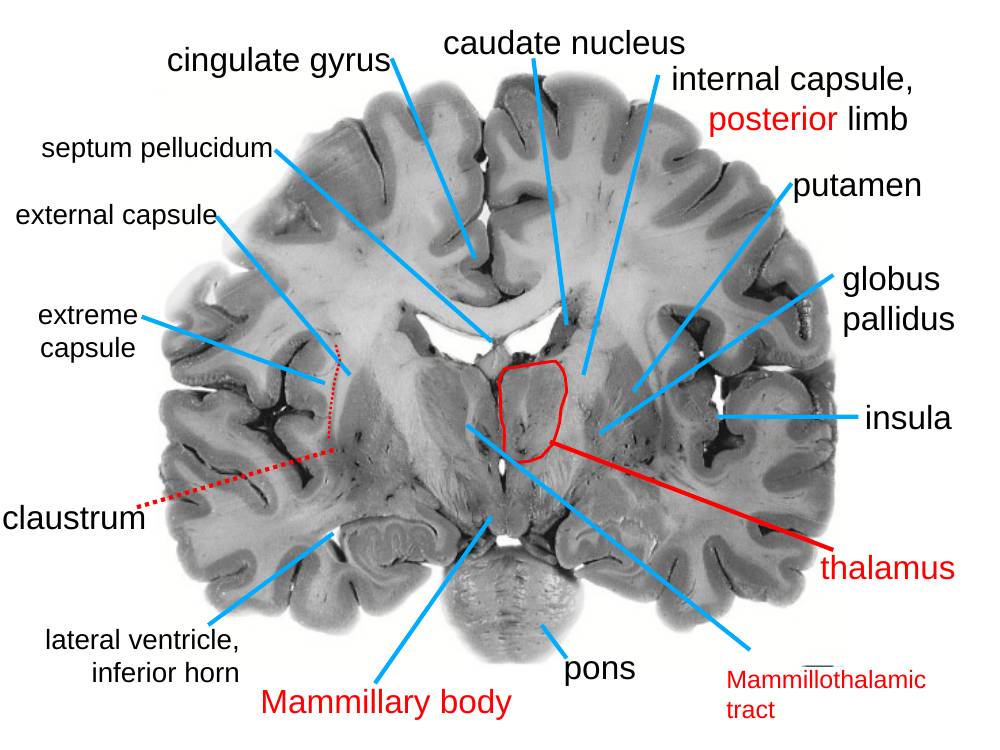 caudate nucleus
cingulate gyrus
internal capsule,
posterior limb
septum pellucidum
putamen
external capsule
globus
pallidus
extreme
capsule
insula
claustrum
thalamus
lateral ventricle,
inferior horn
pons
Mammillary body
Mammillothalamic
tract